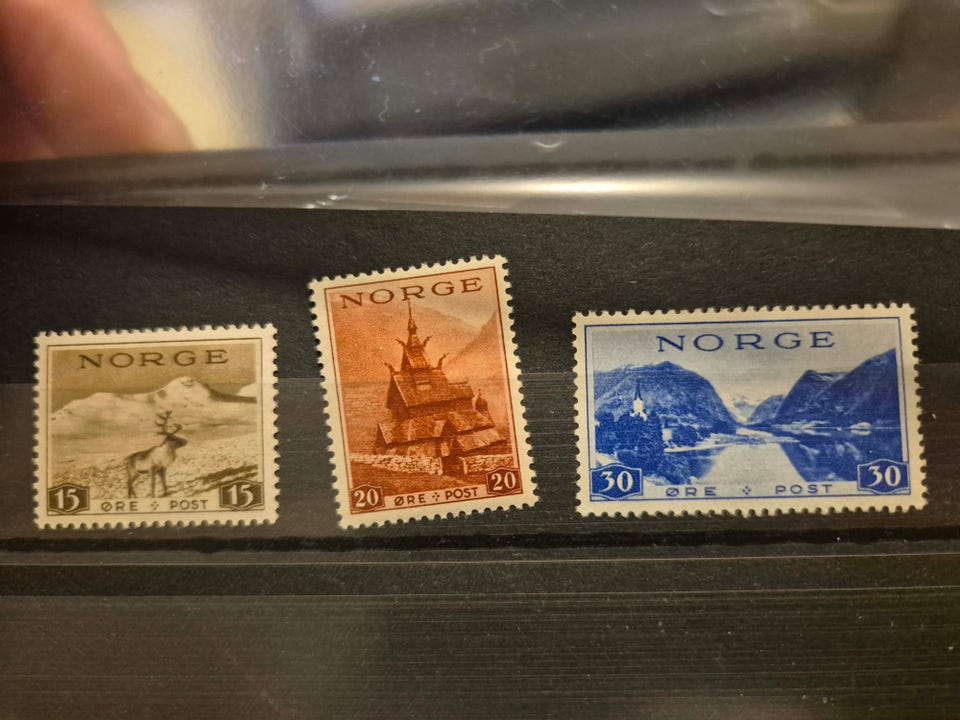 NORGE
15 15
ØRE ⁘ POST
NORGE
20 20
ØRE ⁘ POST
NORGE
30 30
ØRE ⁘ POST